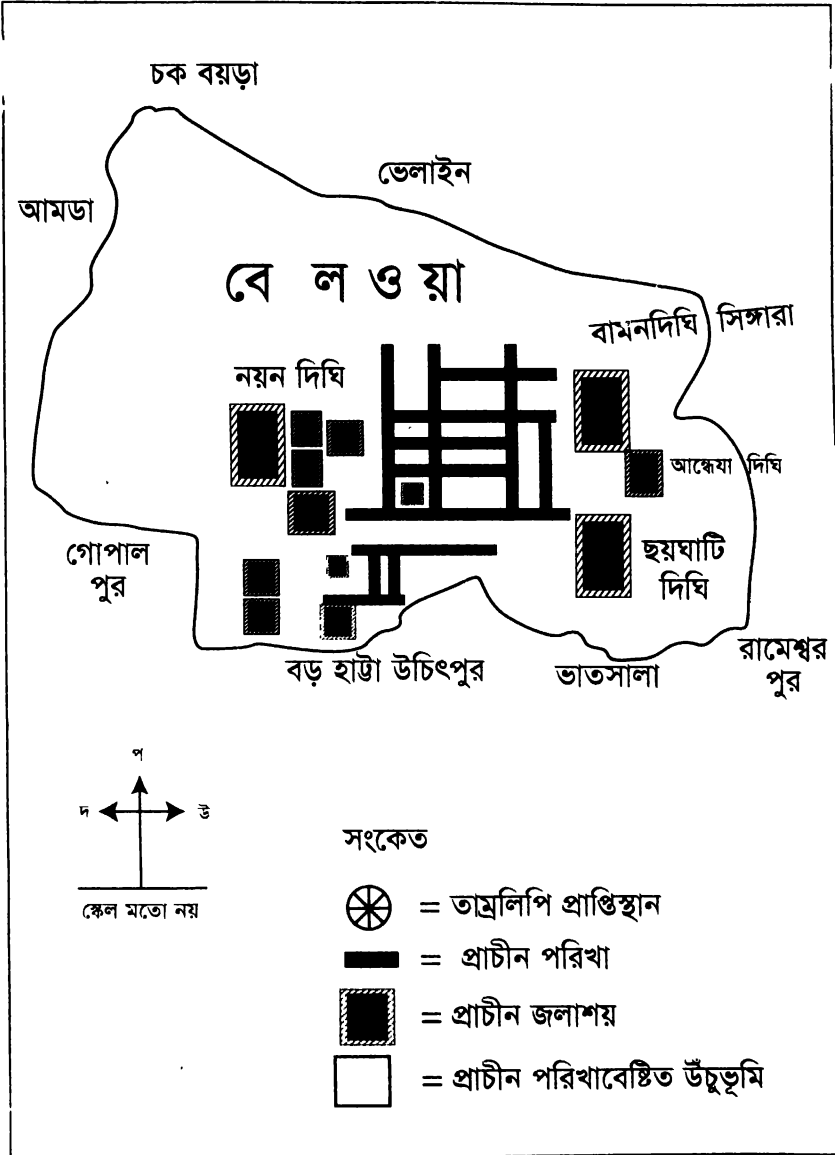 চক বয়ড়া
ভেলাইন
আমডা
বে ল ও য়া
বামনদিঘি সিঙ্গারা
নয়ন দিঘি
আন্ধেযা দিঘি
গোপাল
পুর
ছয়ঘাটি
দিঘি
রামেশ্বর
পুর
বড় হাট্টা উচিৎপুর
ভাতসালা
প
দ
উ
স্কেল মতো নয়
সংকেত
= তাম্রলিপি প্রাপ্তিস্থান
= প্রাচীন পরিখা
= প্রাচীন জলাশয়
= প্রাচীন পরিখাবেষ্টিত উঁচুভূমি